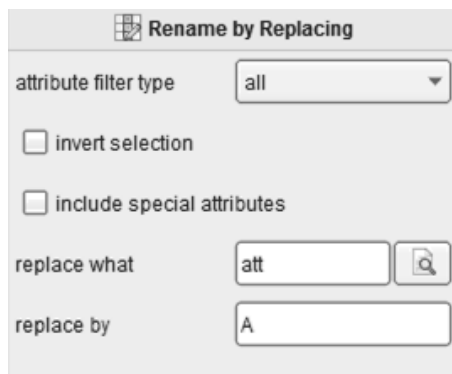 Rename by Replacing
attribute filter type all
invert selection
include special attributes
replace what att
replace by A